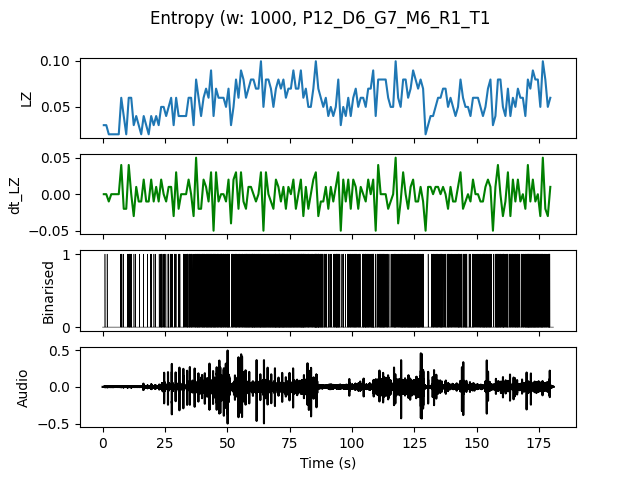 Entropy (w: 1000, P12_D6_G7_M6_R1_T1
0.10
0.05
LZ
0.05
0.00
−0.05
dt_LZ
1
0
Binarised
0.5
0.0
−0.5
Audio
0 25 50 75 100 125 150 175
Time (s)